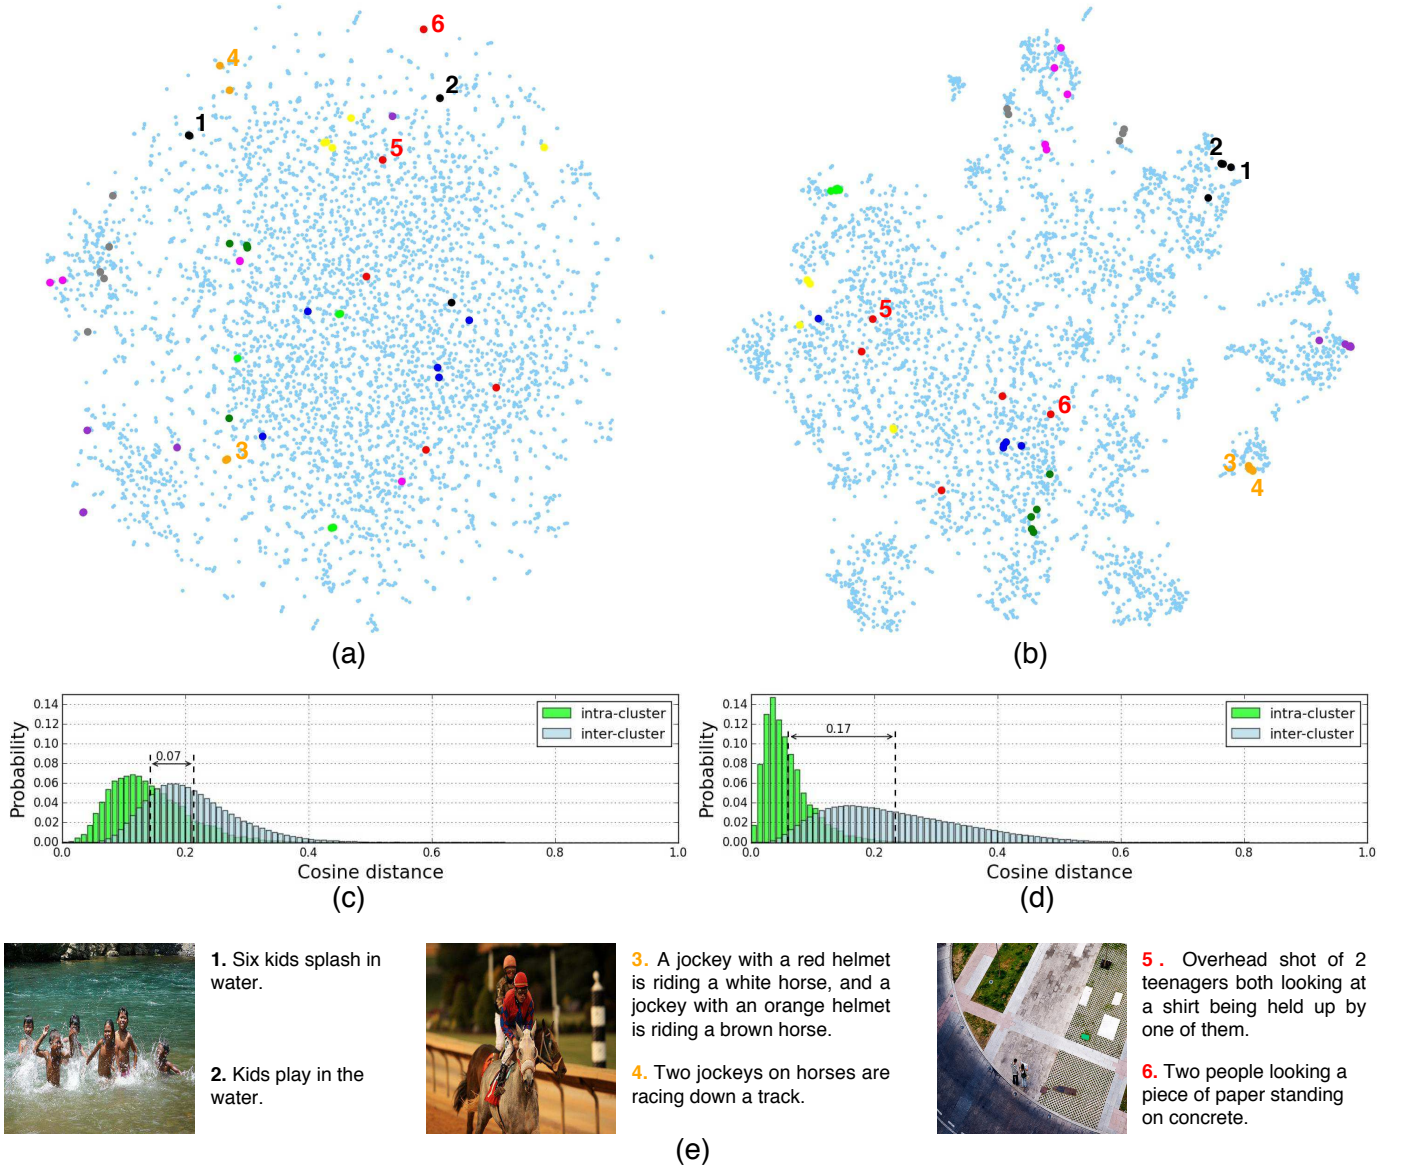 6
4
2
1
5
3
(a)
2
1
5
6
3
4
(b)
0.14
0.12
0.10
0.08
0.06
0.04
0.02
0.00
Probability
0.07
intra-cluster
inter-cluster
0.0 0.2 0.4 0.6 0.8 1.0
Cosine distance
(c)
0.14
0.12
0.10
0.08
0.06
0.04
0.02
0.00
Probability
0.17
intra-cluster
inter-cluster
0.0 0.2 0.4 0.6 0.8 1.0
Cosine distance
(d)
1. Six kids splash in
water.
2. Kids play in the
water.
3. A jockey with a red helmet
is riding a white horse, and a
jockey with an orange helmet
is riding a brown horse.
4. Two jockeys on horses are
racing down a track.
5 . Overhead shot of 2
teenagers both looking at
a shirt being held up by
one of them.
6. Two people looking a
piece of paper standing
on concrete.
(e)